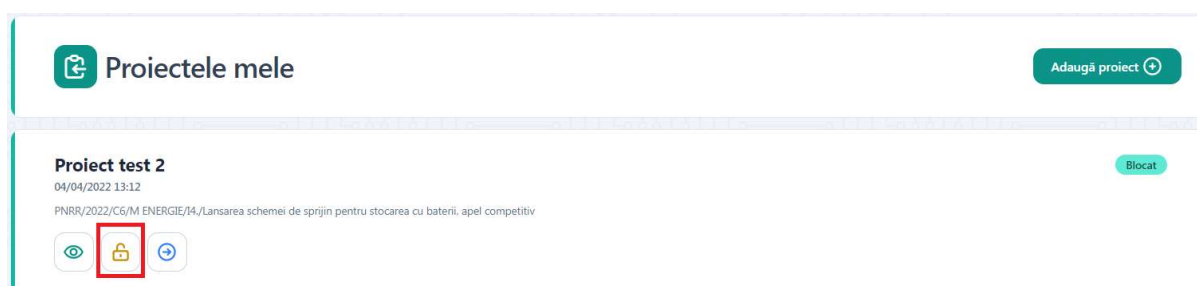 Proiectele mele
Adaugă proiect
Proiect test 2
Blocat
04/04/2022 13:12
PNRR/2022/C6/M ENERGIE/I4./Lansarea schemei de sprijin pentru stocarea cu baterii. apel competitiv